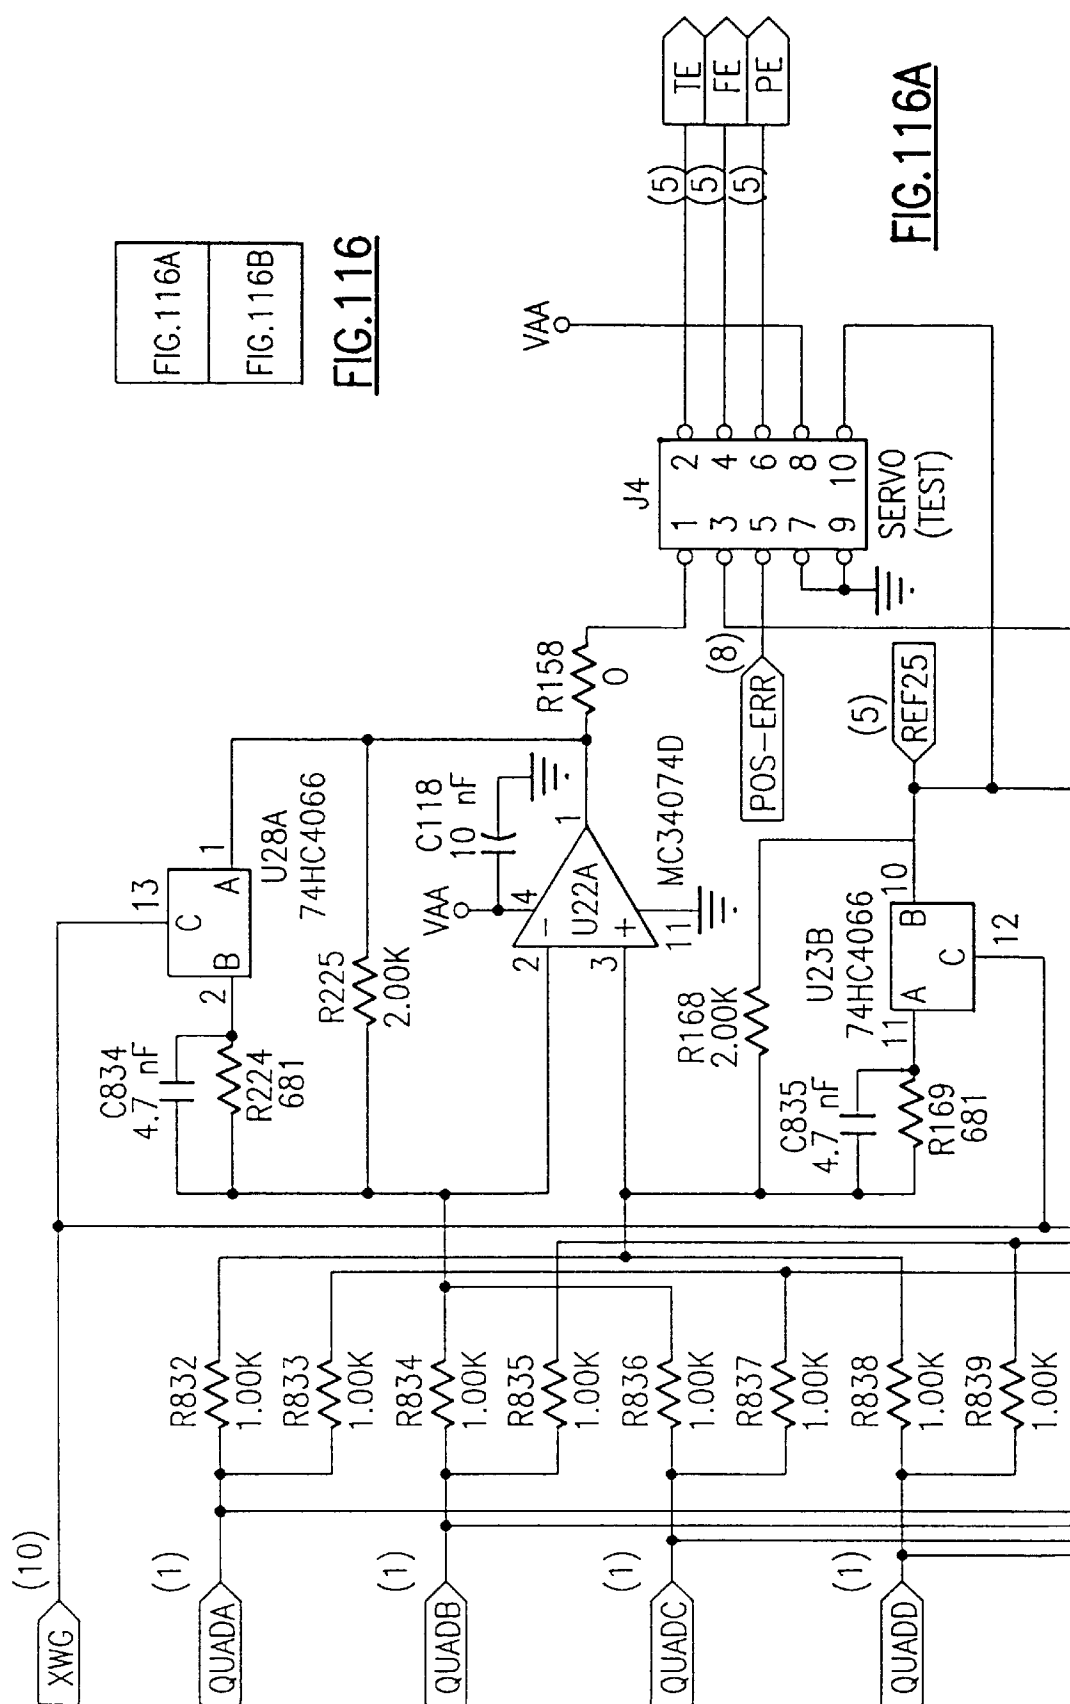 XWG
(10)
QUADA
(1)
QUADB
(1)
QUADC
(1)
QUADD
(1)
R832
1.00K
R833
1.00K
R834
1.00K
R835
1.00K
R836
1.00K
R837
1.00K
R838
1.00K
R839
1.00K
C834
4.7 nF
R224
681
13
C
B A
2
1
U28A
74HC4066
R225
2.00K
VAA
4
C118
10 nF
2
-
U22A
1
3
+
11
MC34074D
R158
0
R168
2.00K
C835
4.7 nF
R169
681
U23B
74HC4066
11
A B
10
C
12
(5)
REF25
(8)
POS-ERR
J4
1 2
3 4
5 6
7 8
9 10
SERVO
(TEST)
VAA
(5)
TE
(5)
FE
(5)
PE
FIG.116A
FIG.116B
FIG.116
FIG.116A